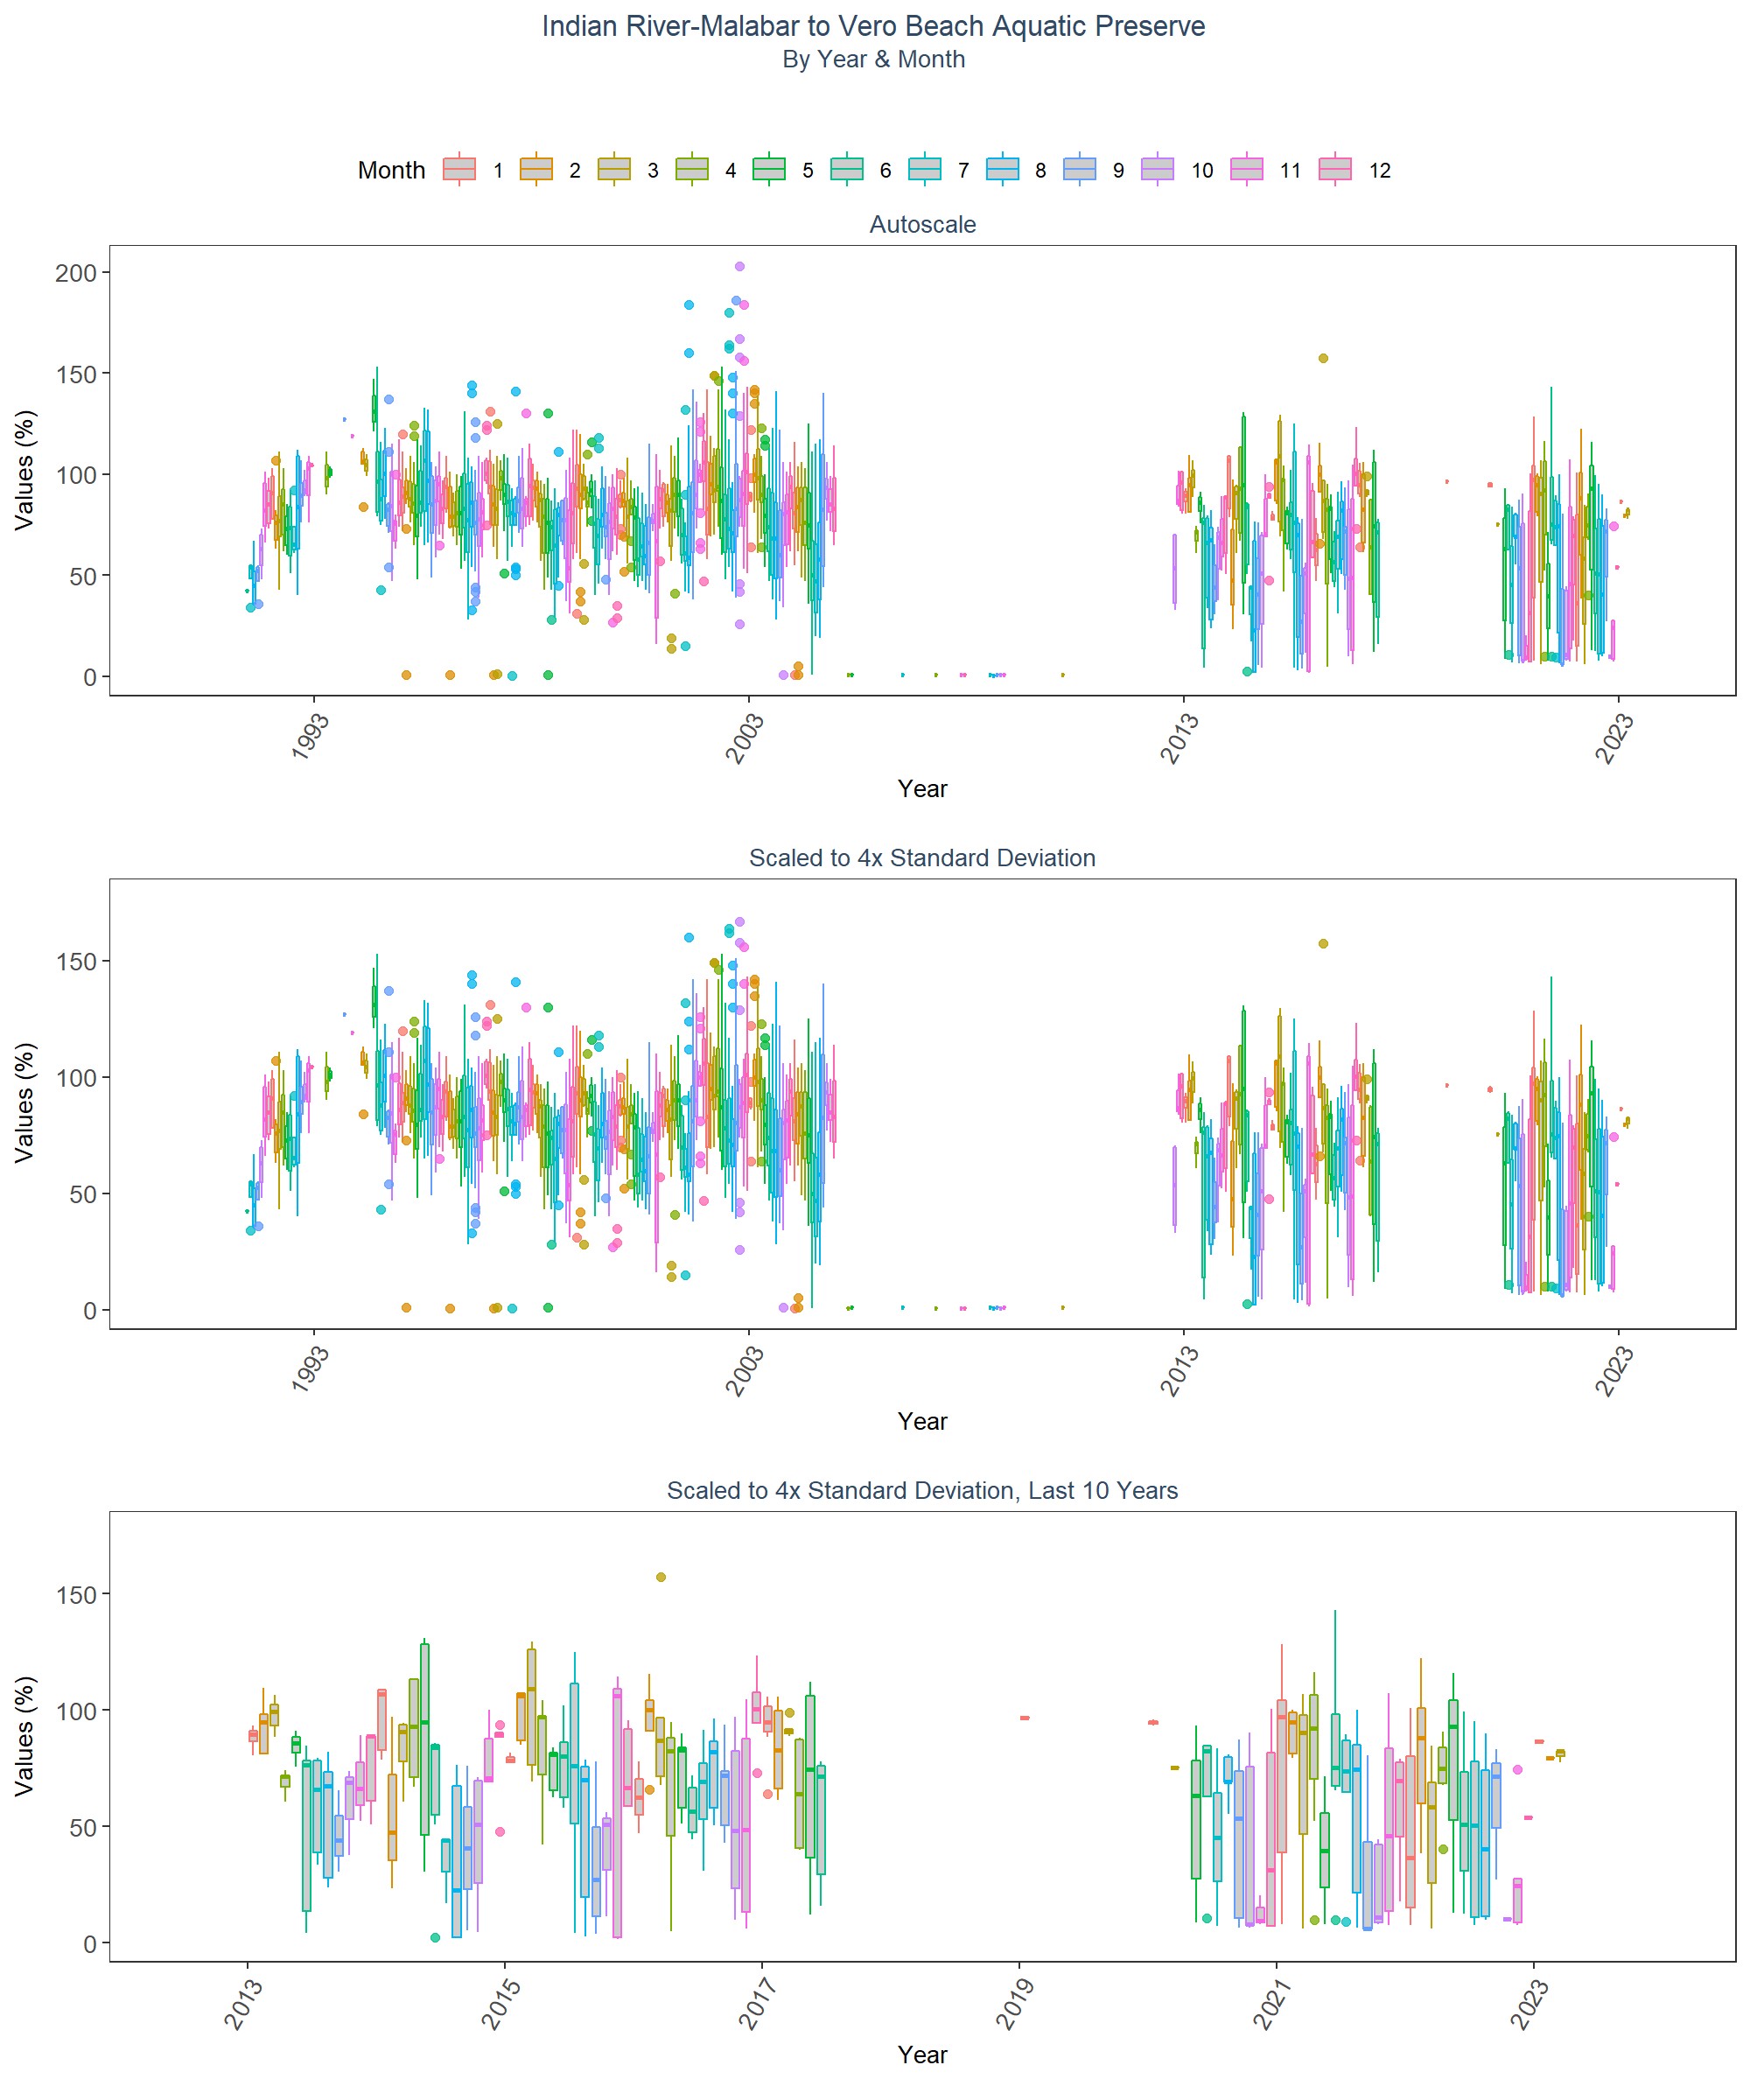 Indian River-Malabar to Vero Beach Aquatic Preserve
By Year & Month
Month 1 2 3 4 5 6 7 8 9 10 11 12
Autoscale
Values (%)
200
150
100
50
0
1993 2003 2013 2023
Year
Scaled to 4x Standard Deviation
Values (%)
150
100
50
0
1993 2003 2013 2023
Year
Scaled to 4x Standard Deviation, Last 10 Years
Values (%)
150
100
50
0
2013 2015 2017 2019 2021 2023
Year